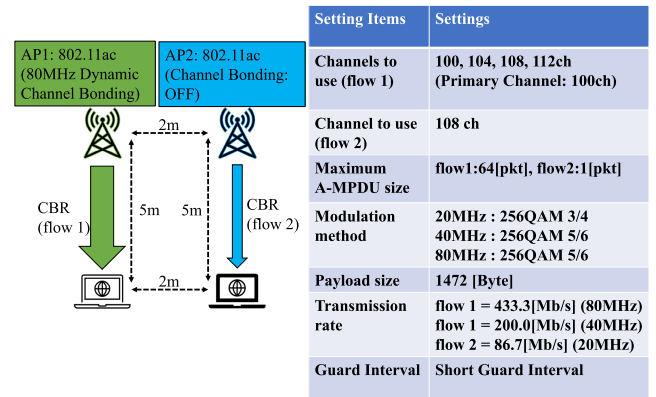 AP1: 802.11ac
(80MHz Dynamic
Channel Bonding)
AP2: 802.11ac
(Channel Bonding:
OFF)
2m
5m
5m
CBR
(flow 1)
CBR
(flow 2)
2m
Setting Items
Settings
Channels to
use (flow 1)
100, 104, 108, 112ch
(Primary Channel: 100ch)
Channel to use
(flow 2)
108 ch
Maximum
A-MPDU size
flow1:64[pkt], flow2:1[pkt]
Modulation
method
20MHz : 256QAM 3/4
40MHz : 256QAM 5/6
80MHz : 256QAM 5/6
Payload size
1472 [Byte]
Transmission
rate
flow 1 = 433.3[Mb/s] (80MHz)
flow 1 = 200.0[Mb/s] (40MHz)
flow 2 = 86.7[Mb/s] (20MHz)
Guard Interval
Short Guard Interval